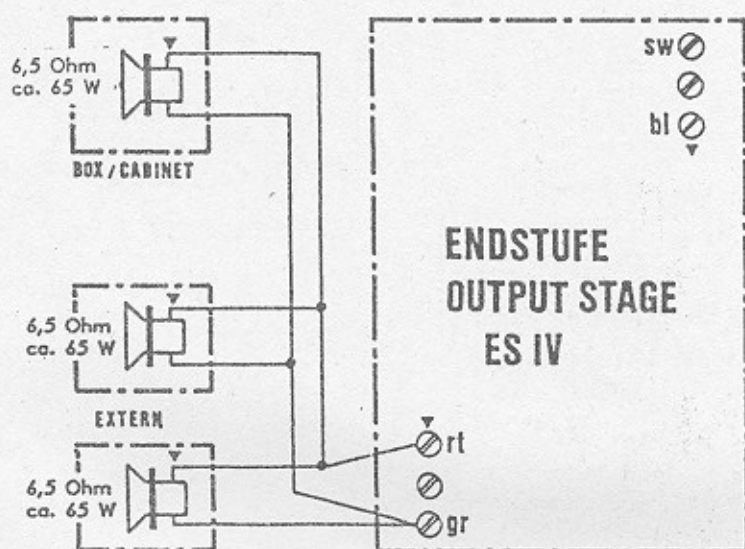 6,5 Ohm
ca. 65 W
BOX / CABINET
6,5 Ohm
ca. 65 W
EXTERN
6,5 Ohm
ca. 65 W
sw
bl
ENDSTUFE
OUTPUT STAGE
ES IV
rt
gr